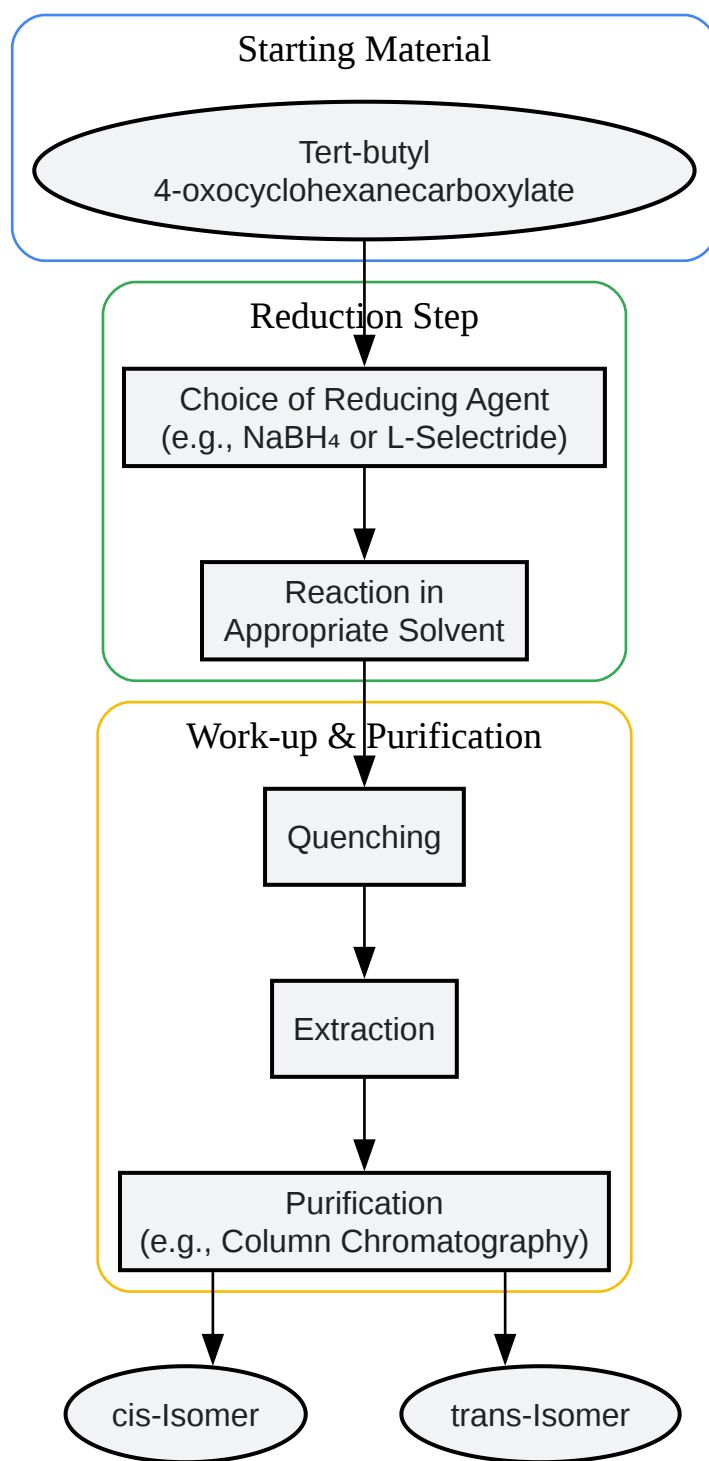 Starting Material
Tert-butyl
4-oxocyclohexanecarboxylate
Reduction Step
Choice of Reducing Agent
(e.g., NaBH₄ or L-Selectride)
Reaction in
Appropriate Solvent
Work-up & Purification
Quenching
Extraction
Purification
(e.g., Column Chromatography)
cis-Isomer
trans-Isomer